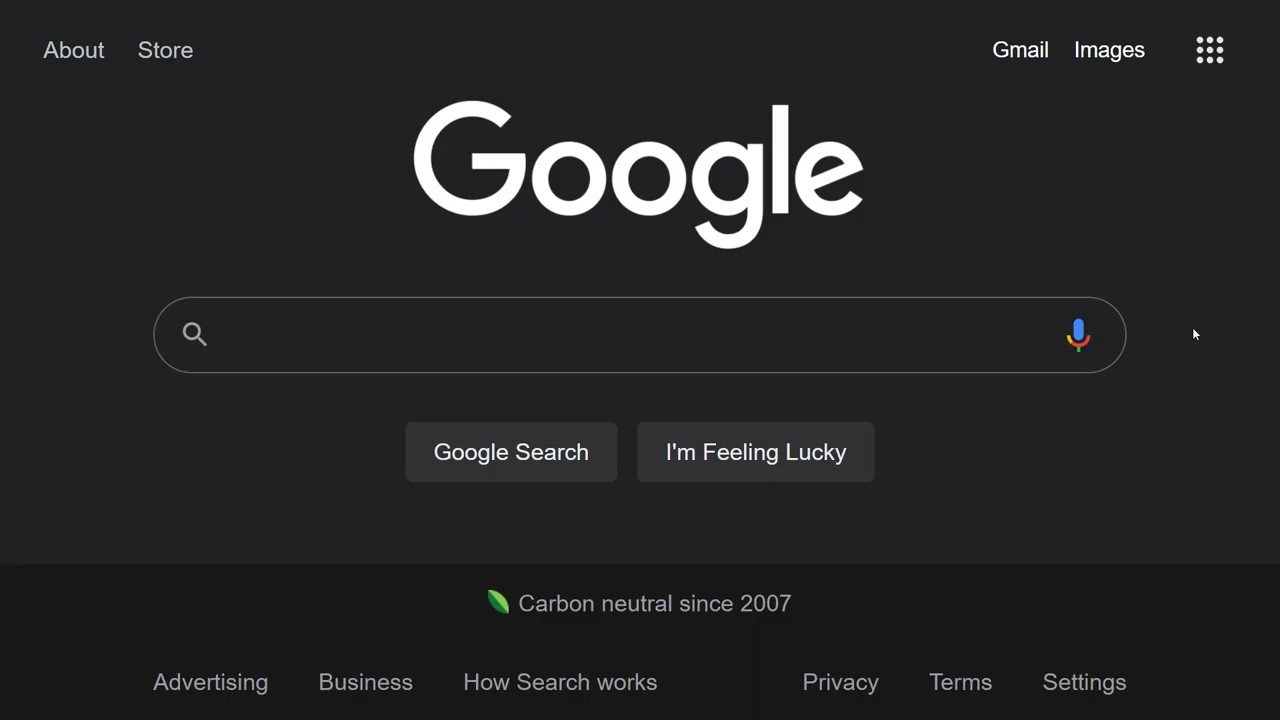 About Store Gmail Images
Google
Google Search I'm Feeling Lucky
Carbon neutral since 2007
Advertising Business How Search works Privacy Terms Settings